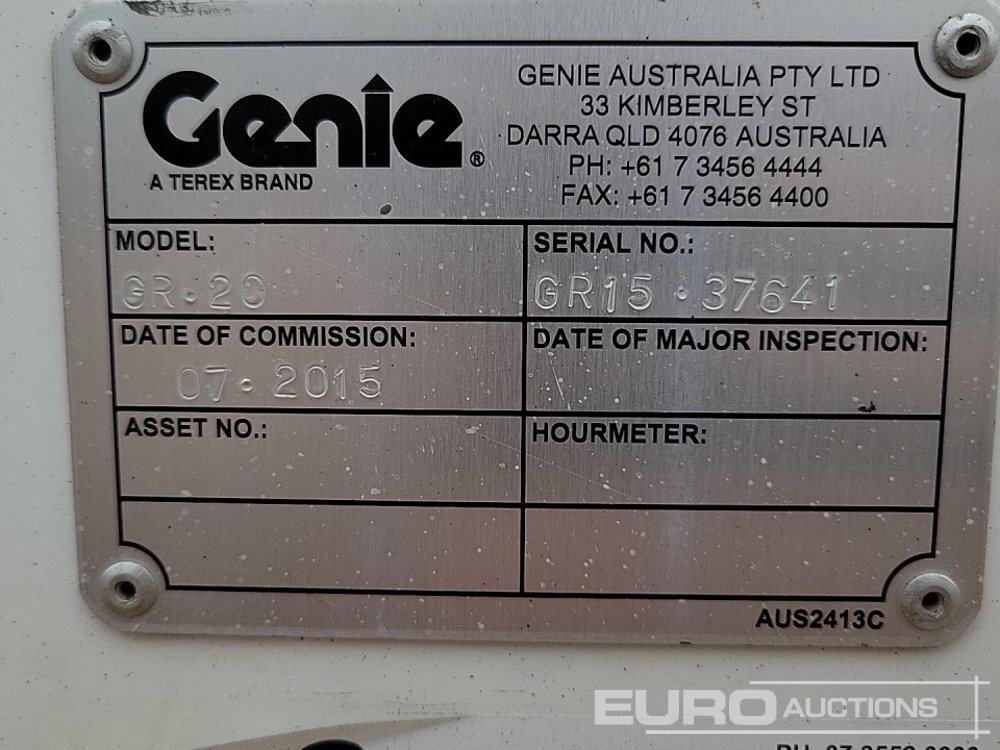 Genie®
A TEREX BRAND
GENIE AUSTRALIA PTY LTD
33 KIMBERLEY ST
DARRA QLD 4076 AUSTRALIA
PH: +61 7 3456 4444
FAX: +61 7 3456 4400
MODEL:
GR·20
SERIAL NO.:
GR15·37641
DATE OF COMMISSION:
07·2015
DATE OF MAJOR INSPECTION:
ASSET NO.:
HOURMETER:
AUS2413C
EURO AUCTIONS